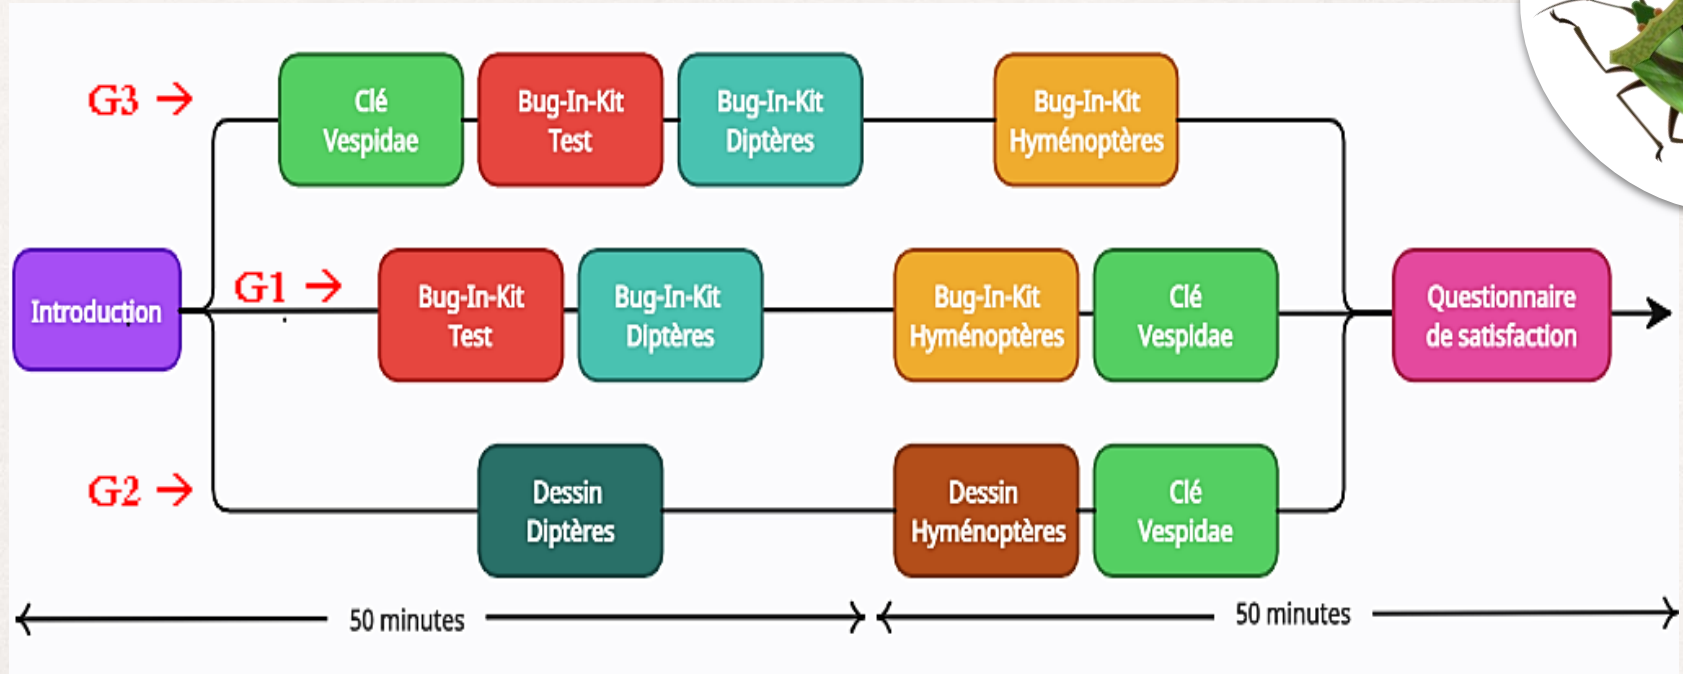 G3 →
Clé
Vespidae
Bug-In-Kit
Test
Bug-In-Kit
Diptères
Bug-In-Kit
Hyménoptères
Introduction
G1 →
Bug-In-Kit
Test
Bug-In-Kit
Diptères
Bug-In-Kit
Hyménoptères
Clé
Vespidae
Questionnaire
de satisfaction
G2 →
Dessin
Diptères
Dessin
Hyménoptères
Clé
Vespidae
50 minutes
50 minutes